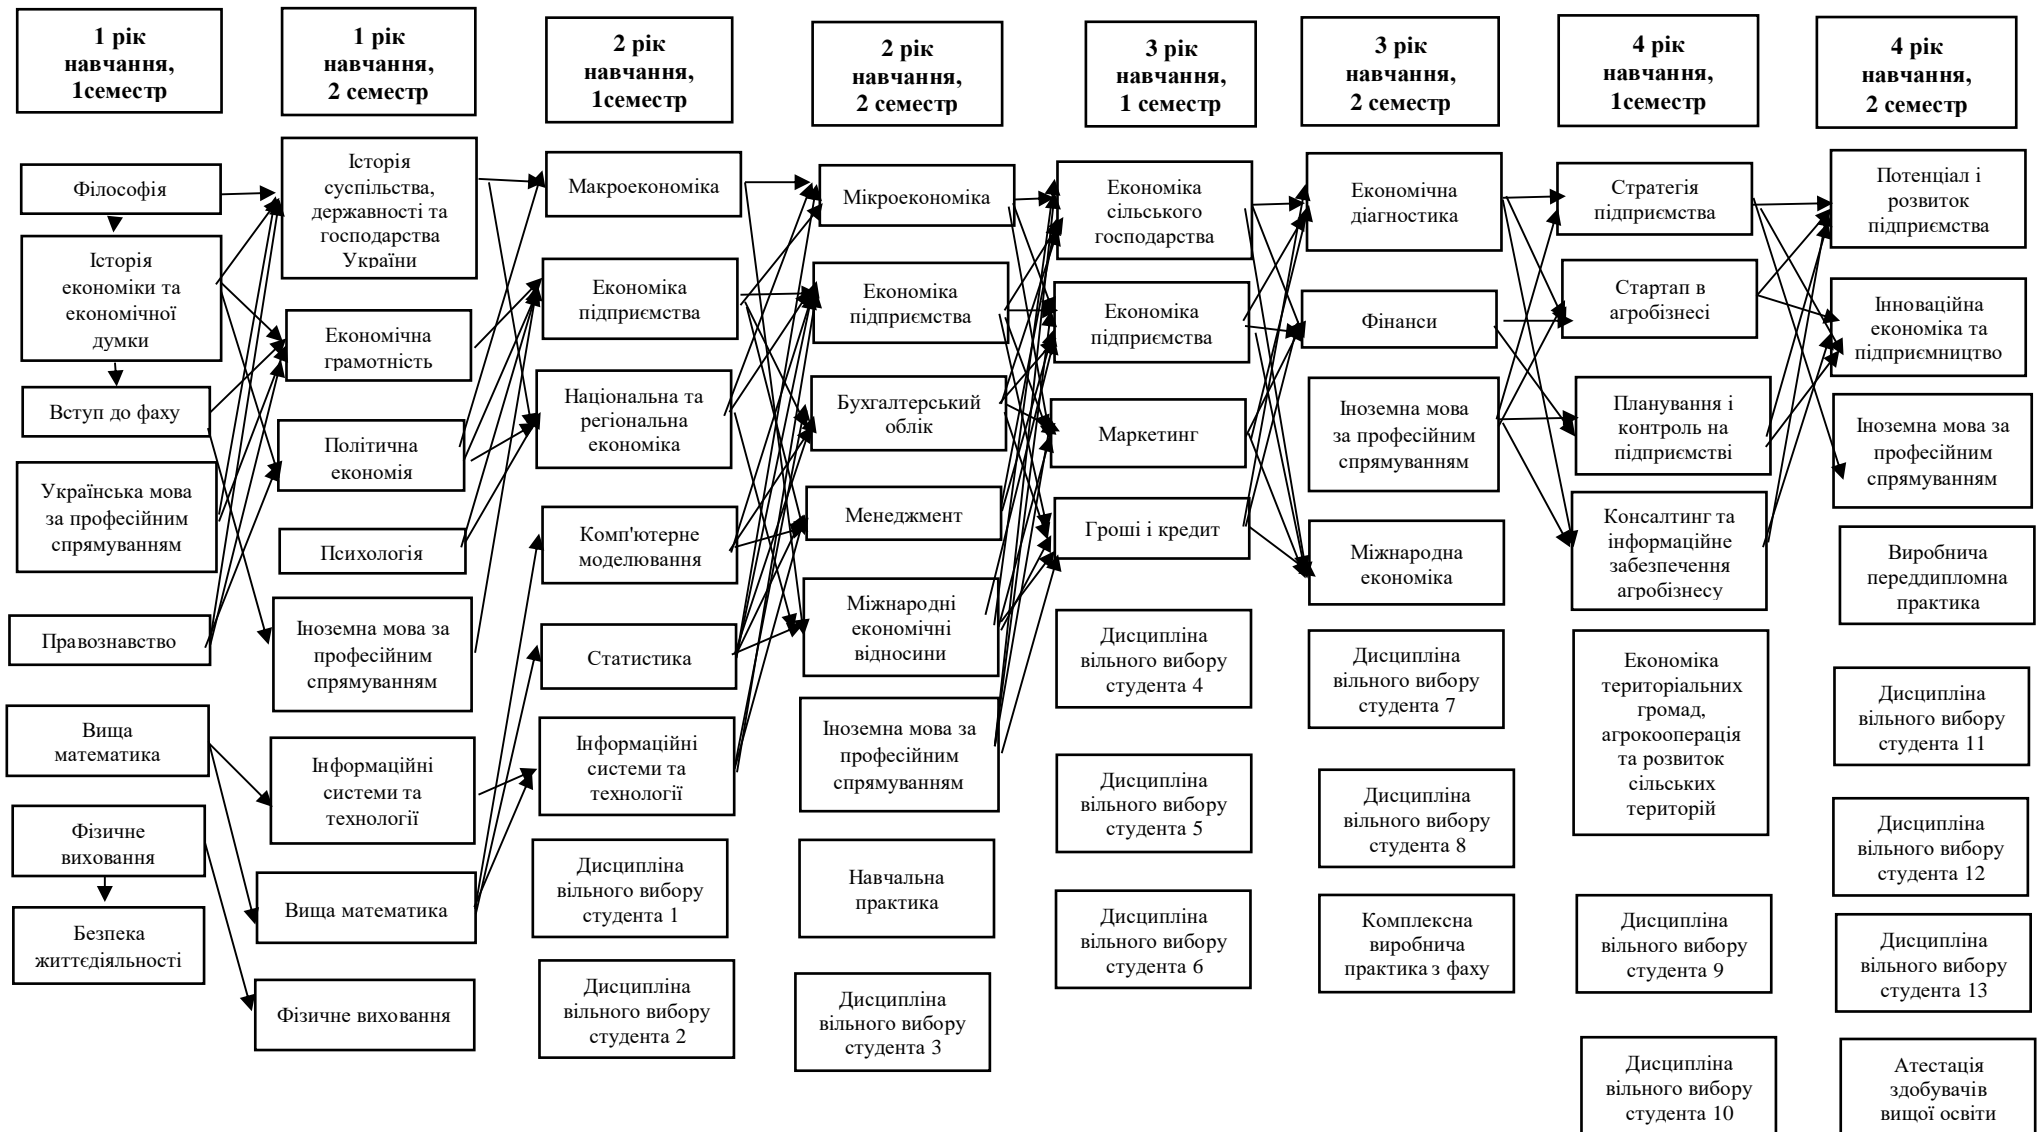 1 рік
навчання,
1семестр
1 рік
навчання,
2 семестр
2 рік
навчання,
1семестр
2 рік
навчання,
2 семестр
3 рік
навчання,
1 семестр
3 рік
навчання,
2 семестр
4 рік
навчання,
1семестр
4 рік
навчання,
2 семестр
Філософія
Історія
економіки та
економічної
думки
Вступ до фаху
Українська мова
за професійним
спрямуванням
Правознавство
Вища
математика
Фізичне
виховання
Безпека
життєдіяльності
Історія
суспільства,
державності та
господарства
України
Економічна
грамотність
Політична
економія
Психологія
Іноземна мова за
професійним
спрямуванням
Інформаційні
системи та
технології
Вища математика
Фізичне виховання
Макроекономіка
Економіка
підприємства
Національна та
регіональна
економіка
Комп'ютерне
моделювання
Статистика
Інформаційні
системи та
технології
Дисципліна
вільного вибору
студента 1
Дисципліна
вільного вибору
студента 2
Мікроекономіка
Економіка
підприємства
Бухгалтерський
облік
Менеджмент
Міжнародні
економічні
відносини
Іноземна мова за
професійним
спрямуванням
Навчальна
практика
Дисципліна
вільного вибору
студента 3
Економіка
сільського
господарства
Економіка
підприємства
Маркетинг
Гроші і кредит
Дисципліна
вільного вибору
студента 4
Дисципліна
вільного вибору
студента 5
Дисципліна
вільного вибору
студента 6
Економічна
діагностика
Фінанси
Іноземна мова
за професійним
спрямуванням
Міжнародна
економіка
Дисципліна
вільного вибору
студента 7
Дисципліна
вільного вибору
студента 8
Комплексна
виробнича
практика з фаху
Стратегія
підприємства
Стартап в
агробізнесі
Планування і
контроль на
підприємстві
Консалтинг та
інформаційне
забезпечення
агробізнесу
Економіка
територіальних
громад,
агрокооперація
та розвиток
сільських
територій
Дисципліна
вільного вибору
студента 9
Дисципліна
вільного вибору
студента 10
Потенціал і
розвиток
підприємства
Інноваційна
економіка та
підприємництво
Іноземна мова за
професійним
спрямуванням
Виробнича
переддипломна
практика
Дисципліна
вільного вибору
студента 11
Дисципліна
вільного вибору
студента 12
Дисципліна
вільного вибору
студента 13
Атестація
здобувачів
вищої освіти